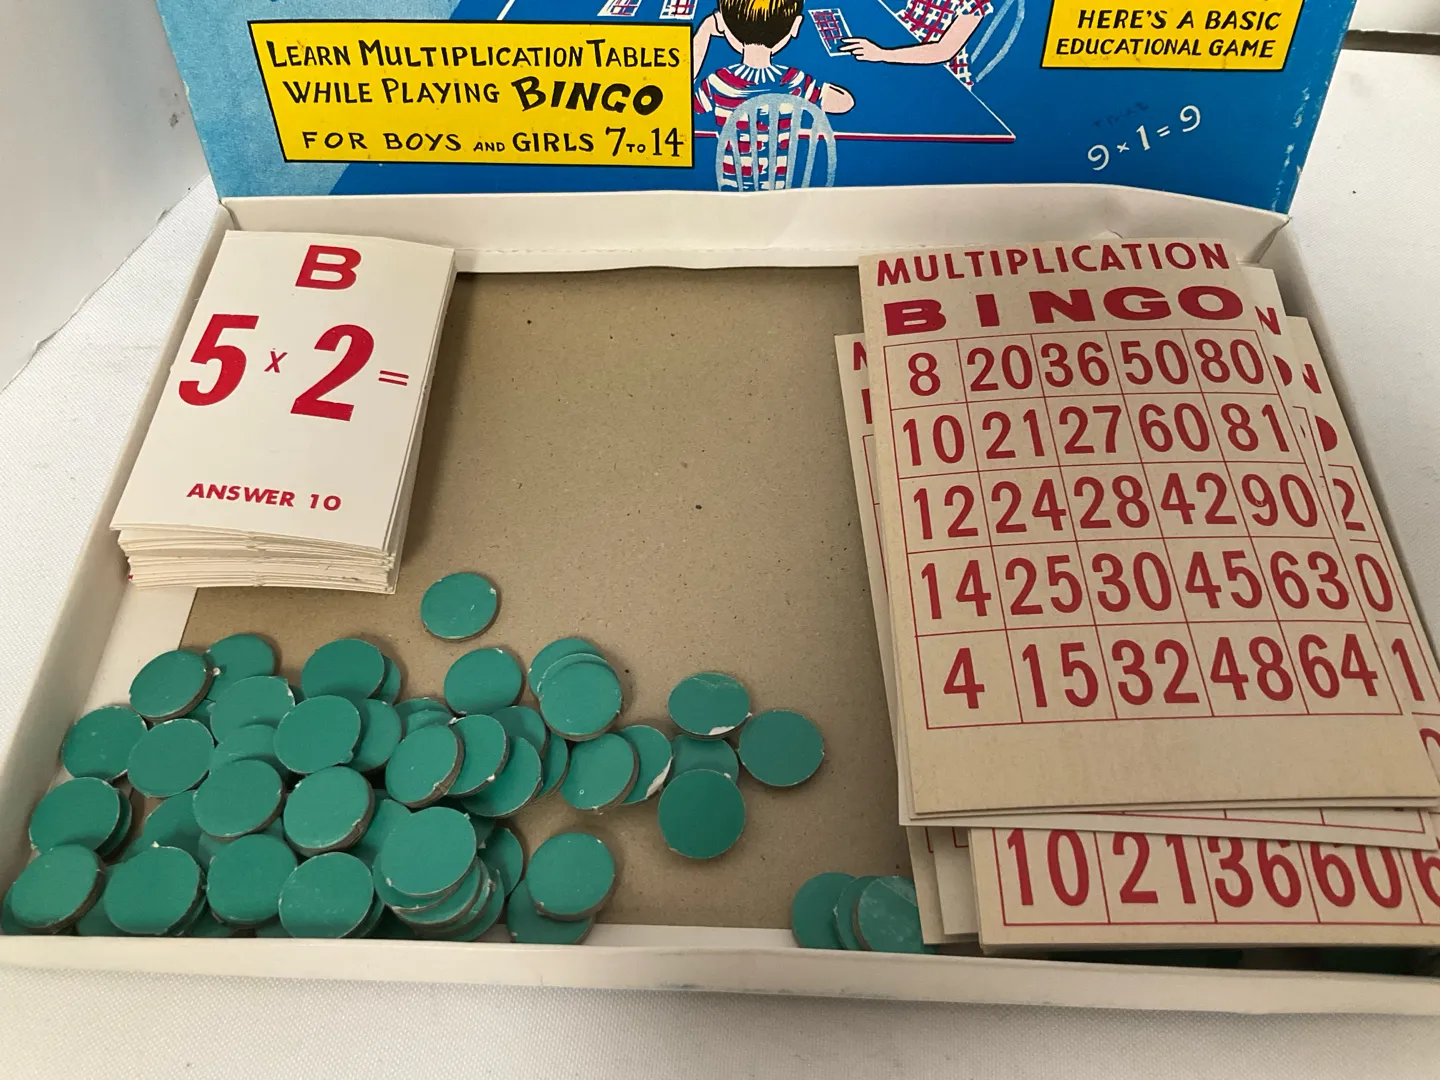 LEARN MULTIPLICATION TABLES
WHILE PLAYING BINGO
FOR BOYS AND GIRLS 7 TO 14
HERE'S A BASIC
EDUCATIONAL GAME
9 x 1 = 9
B
5 x 2 =
ANSWER 10
MULTIPLICATION
BINGO
8 20 36 50 80
10 21 27 60 81
12 24 28 42 90
14 25 30 45 63
4 15 32 48 64
10 21 36 60 6